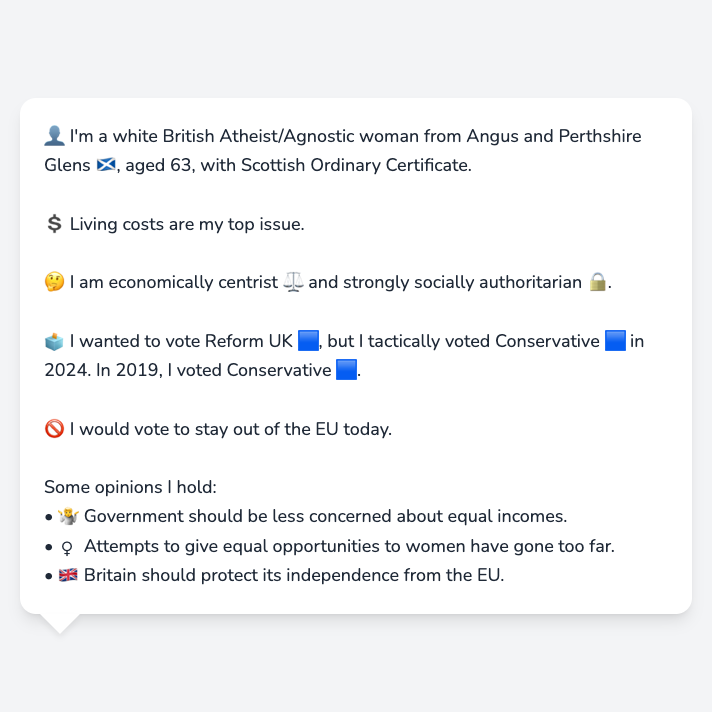 👤 I'm a white British Atheist/Agnostic woman from Angus and Perthshire
Glens 🏴󠁧󠁢󠁳󠁣󠁴󠁿, aged 63, with Scottish Ordinary Certificate.
💲 Living costs are my top issue.
🤔 I am economically centrist ⚖️ and strongly socially authoritarian 🔒.
🗳️ I wanted to vote Reform UK 🟦, but I tactically voted Conservative 🟦 in
2024. In 2019, I voted Conservative 🟦.
🚫 I would vote to stay out of the EU today.
Some opinions I hold:
• 🤷 Government should be less concerned about equal incomes.
• ♀ Attempts to give equal opportunities to women have gone too far.
• 🇬🇧 Britain should protect its independence from the EU.